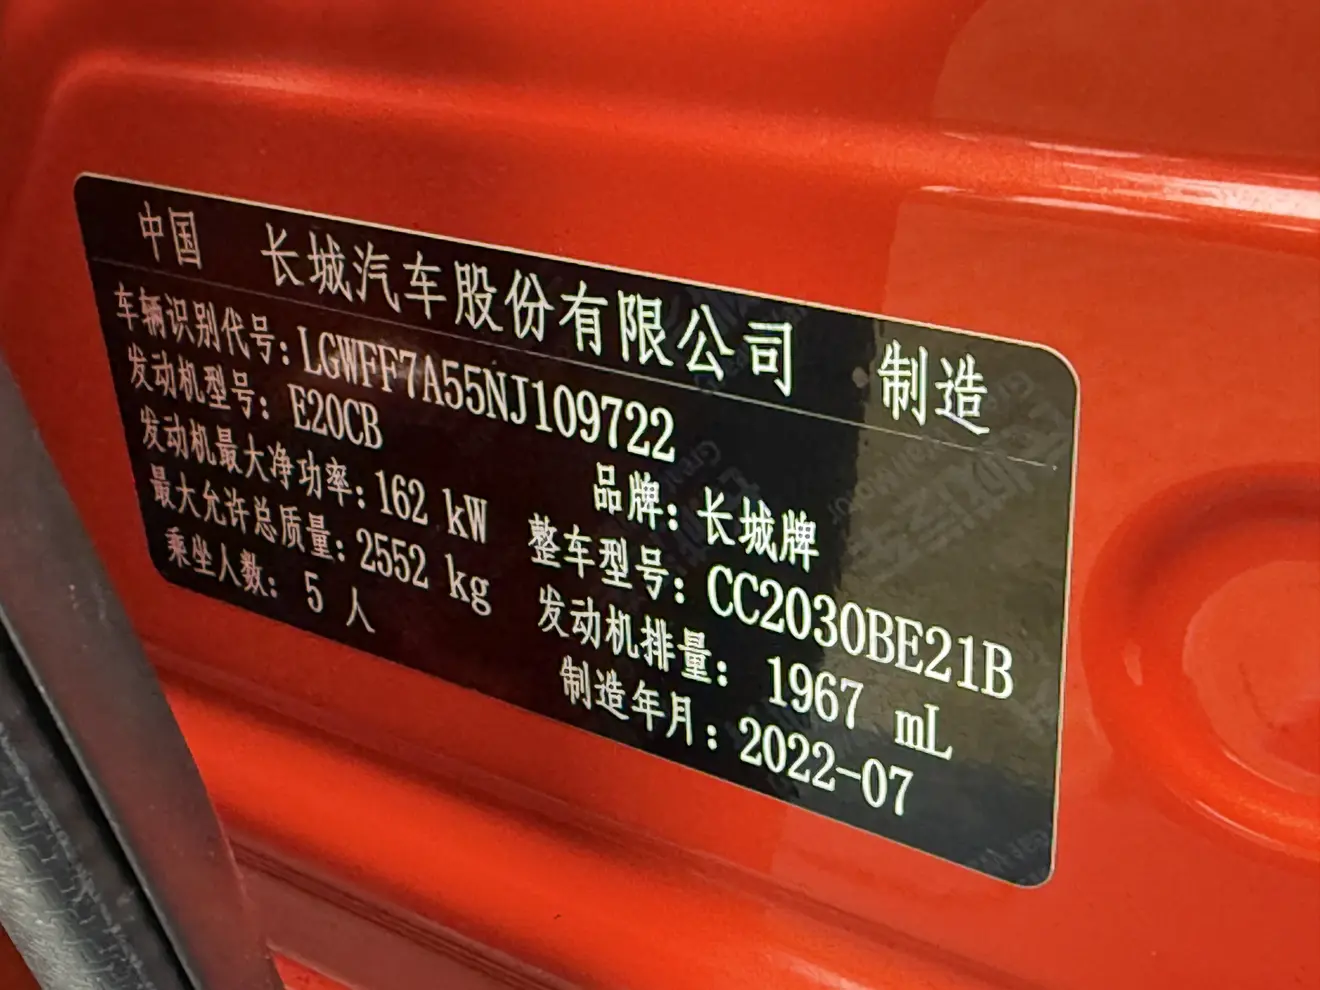 中国 长城汽车股份有限公司 制造
车辆识别代号: LGWFF7A55NJ109722
发动机型号: E20CB
品牌: 长城牌
发动机最大净功率: 162 kW
整车型号: CC2030BE21B
最大允许总质量: 2552 kg
发动机排量: 1967 mL
乘坐人数: 5 人
制造年月: 2022-07